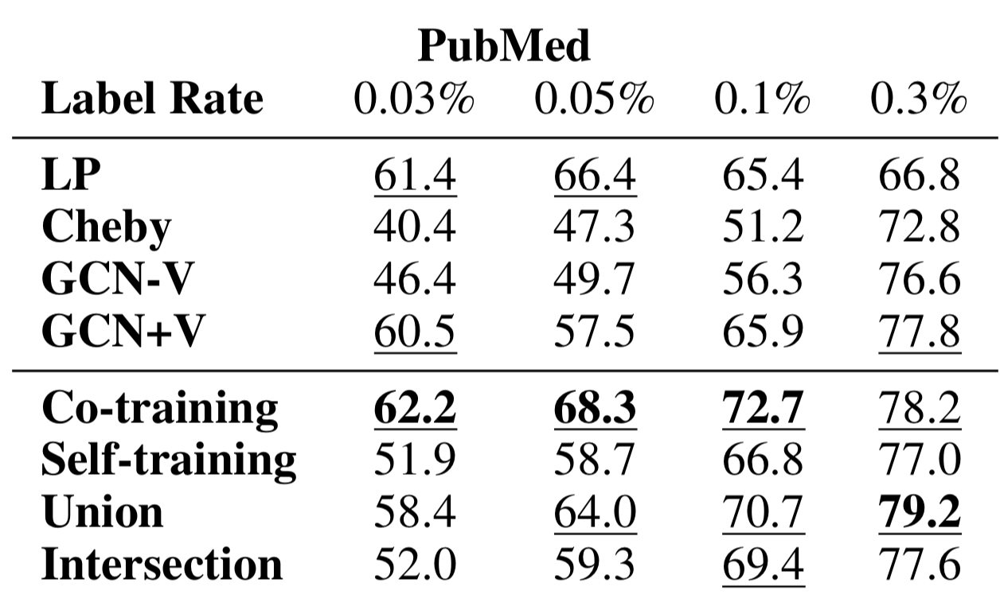 PubMed
Label Rate 0.03% 0.05% 0.1% 0.3%
LP 61.4 66.4 65.4 66.8
Cheby 40.4 47.3 51.2 72.8
GCN-V 46.4 49.7 56.3 76.6
GCN+V 60.5 57.5 65.9 77.8
Co-training 62.2 68.3 72.7 78.2
Self-training 51.9 58.7 66.8 77.0
Union 58.4 64.0 70.7 79.2
Intersection 52.0 59.3 69.4 77.6